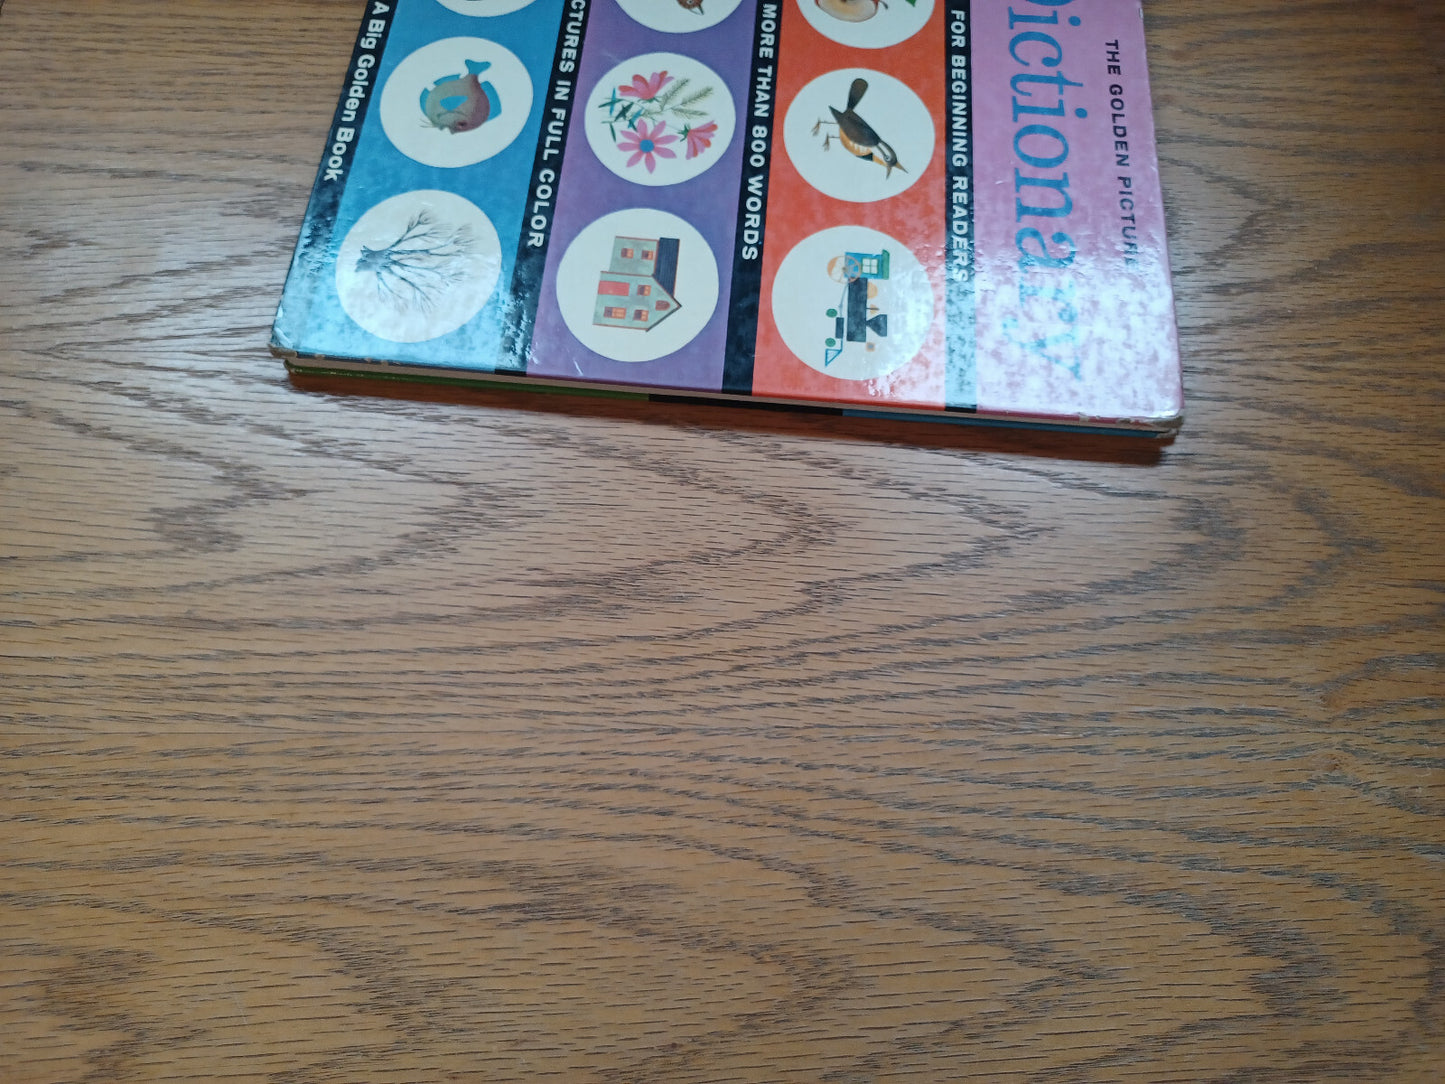 THE GOLDEN PICTURE
Dictionary
FOR BEGINNING READERS
MORE THAN 800 WORDS
CTURES IN FULL COLOR
A Big Golden Book